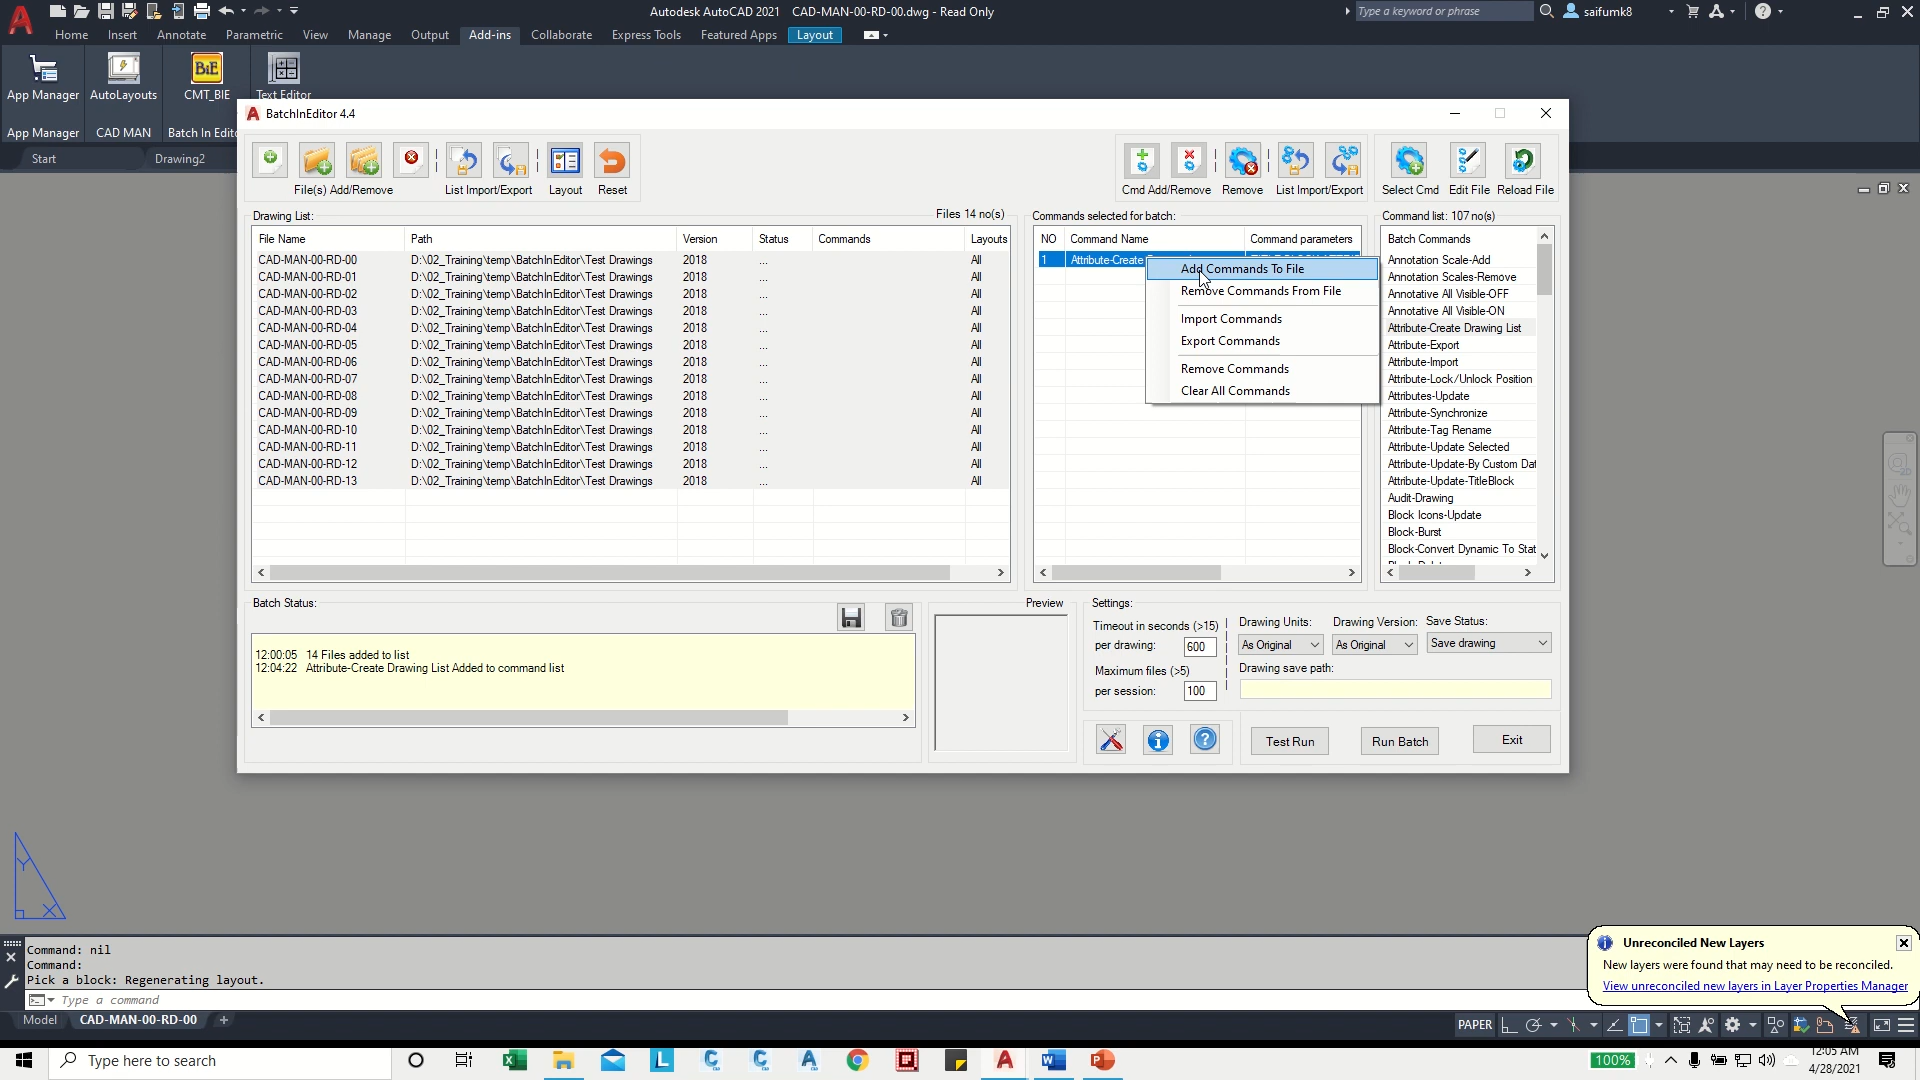 Autodesk AutoCAD 2021 CAD-MAN-00-RD-00.dwg - Read Only
Type a keyword or phrase
saifumk8
Home Insert Annotate Parametric View Manage Output Add-ins Collaborate Express Tools Featured Apps Layout
App Manager AutoLayouts CMT_BIE Text Editor
App Manager CAD MAN Batch In Edito
BiE
Start Drawing2
BatchInEditor 4.4
File(s) Add/Remove List Import/Export Layout Reset Cmd Add/Remove Remove List Import/Export Select Cmd Edit File Reload File
Drawing List: Files 14 no(s) Commands selected for batch: Command list: 107 no(s)
File Name Path Version Status Commands Layouts
CAD-MAN-00-RD-00 D:\02_Training\temp\BatchInEditor\Test Drawings 2018 ... All
CAD-MAN-00-RD-01 D:\02_Training\temp\BatchInEditor\Test Drawings 2018 ... All
CAD-MAN-00-RD-02 D:\02_Training\temp\BatchInEditor\Test Drawings 2018 ... All
CAD-MAN-00-RD-03 D:\02_Training\temp\BatchInEditor\Test Drawings 2018 ... All
CAD-MAN-00-RD-04 D:\02_Training\temp\BatchInEditor\Test Drawings 2018 ... All
CAD-MAN-00-RD-05 D:\02_Training\temp\BatchInEditor\Test Drawings 2018 ... All
CAD-MAN-00-RD-06 D:\02_Training\temp\BatchInEditor\Test Drawings 2018 ... All
CAD-MAN-00-RD-07 D:\02_Training\temp\BatchInEditor\Test Drawings 2018 ... All
CAD-MAN-00-RD-08 D:\02_Training\temp\BatchInEditor\Test Drawings 2018 ... All
CAD-MAN-00-RD-09 D:\02_Training\temp\BatchInEditor\Test Drawings 2018 ... All
CAD-MAN-00-RD-10 D:\02_Training\temp\BatchInEditor\Test Drawings 2018 ... All
CAD-MAN-00-RD-11 D:\02_Training\temp\BatchInEditor\Test Drawings 2018 ... All
CAD-MAN-00-RD-12 D:\02_Training\temp\BatchInEditor\Test Drawings 2018 ... All
CAD-MAN-00-RD-13 D:\02_Training\temp\BatchInEditor\Test Drawings 2018 ... All
NO Command Name Command parameters
1 Attribute-Create
Add Commands To File
Remove Commands From File
Import Commands
Export Commands
Remove Commands
Clear All Commands
Batch Commands
Annotation Scale-Add
Annotation Scales-Remove
Annotative All Visible-OFF
Annotative All Visible-ON
Attribute-Create Drawing List
Attribute-Export
Attribute-Import
Attribute-Lock/Unlock Position
Attributes-Update
Attribute-Synchronize
Attribute-Tag Rename
Attribute-Update Selected
Attribute-Update-By Custom Dat
Attribute-Update-TitleBlock
Audit-Drawing
Block Icons-Update
Block-Burst
Block-Convert Dynamic To Stat
Batch Status:
12:00:05 14 Files added to list
12:04:22 Attribute-Create Drawing List Added to command list
Preview
Settings:
Timeout in seconds (>15)
per drawing: 600
Maximum files (>5)
per session: 100
Drawing Units: Drawing Version: Save Status:
As Original As Original Save drawing
Drawing save path:
Test Run Run Batch Exit
Y
X
Command: nil
Command:
Pick a block: Regenerating layout.
Type a command
Model CAD-MAN-00-RD-00 +
Unreconciled New Layers
New layers were found that may need to be reconciled.
View unreconciled new layers in Layer Properties Manager
PAPER
Type here to search
100%
12:05 AM
4/28/2021